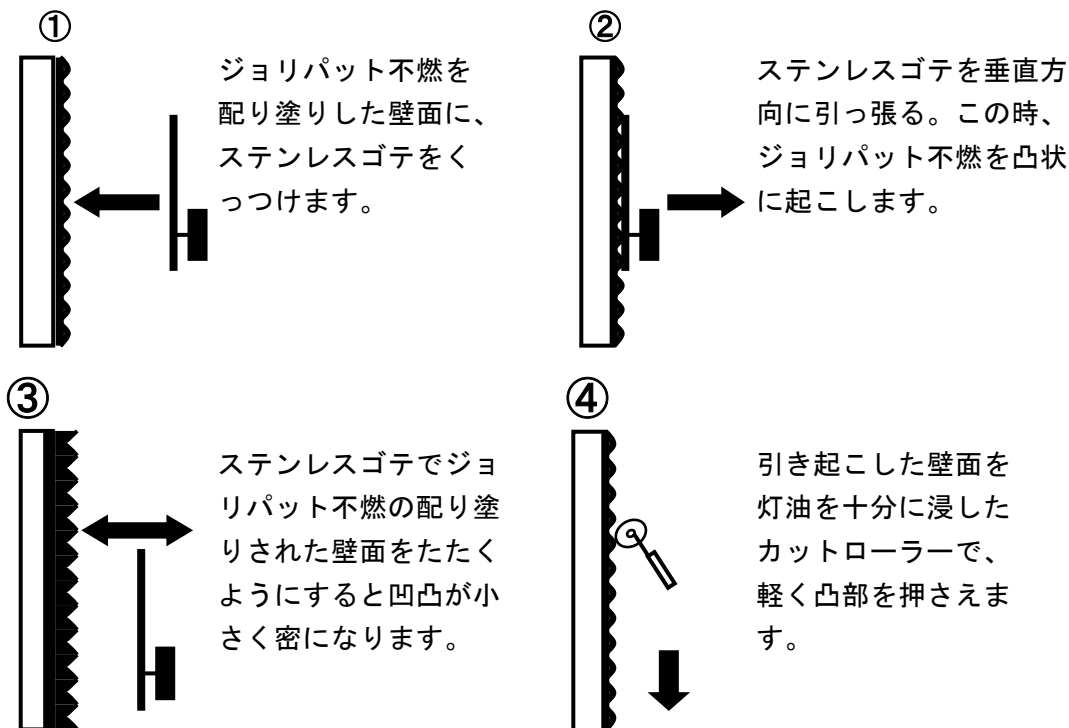 ①
ジョリパット不燃を
配り塗りした壁面に、
ステンレスゴテをく
っつけます。
②
ステンレスゴテを垂直方
向に引っ張る。この時、
ジョリパット不燃を凸状
に起こします。
③
ステンレスゴテでジョ
リパット不燃の配り塗
りされた壁面をたたく
ようにすると凹凸が小
さく密になります。
④
引き起こした壁面を
灯油を十分に浸した
カットローラーで、
軽く凸部を押さえま
す。